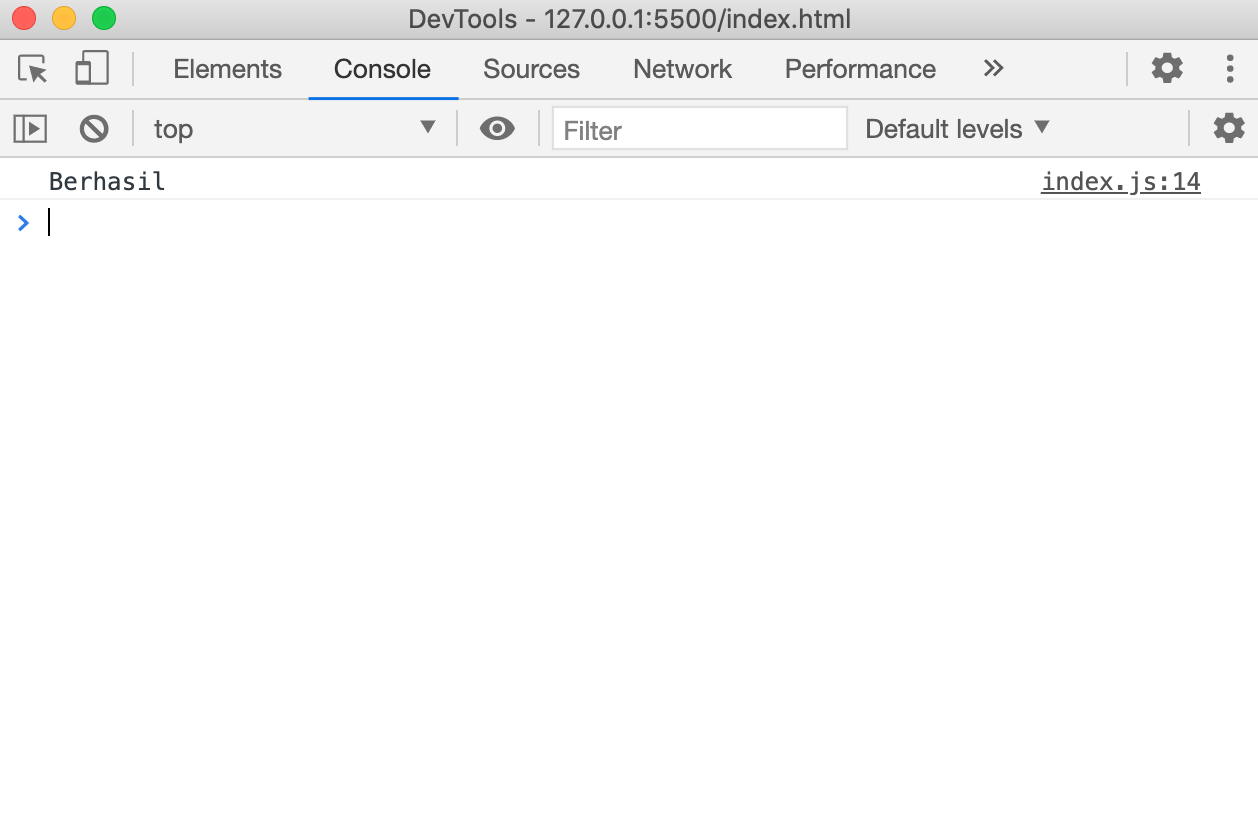 DevTools - 127.0.0.1:5500/index.html
Elements Console Sources Network Performance
top Filter Default levels
Berhasil index.js:14